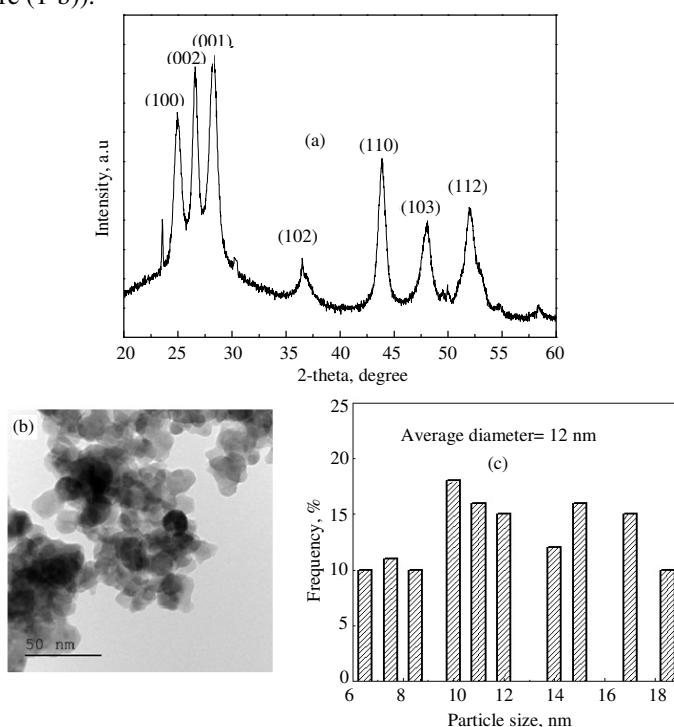 re (1-b)).
(001)
(002)
(100)
(a)
(110)
(112)
(103)
(102)
Intensity, a.u
20 25 30 35 40 45 50 55 60
2-theta, degree
(b)
50 nm
25
20
15
10
5
0
Average diameter= 12 nm
(c)
Frequency, %
6 8 10 12 14 16 18
Particle size, nm